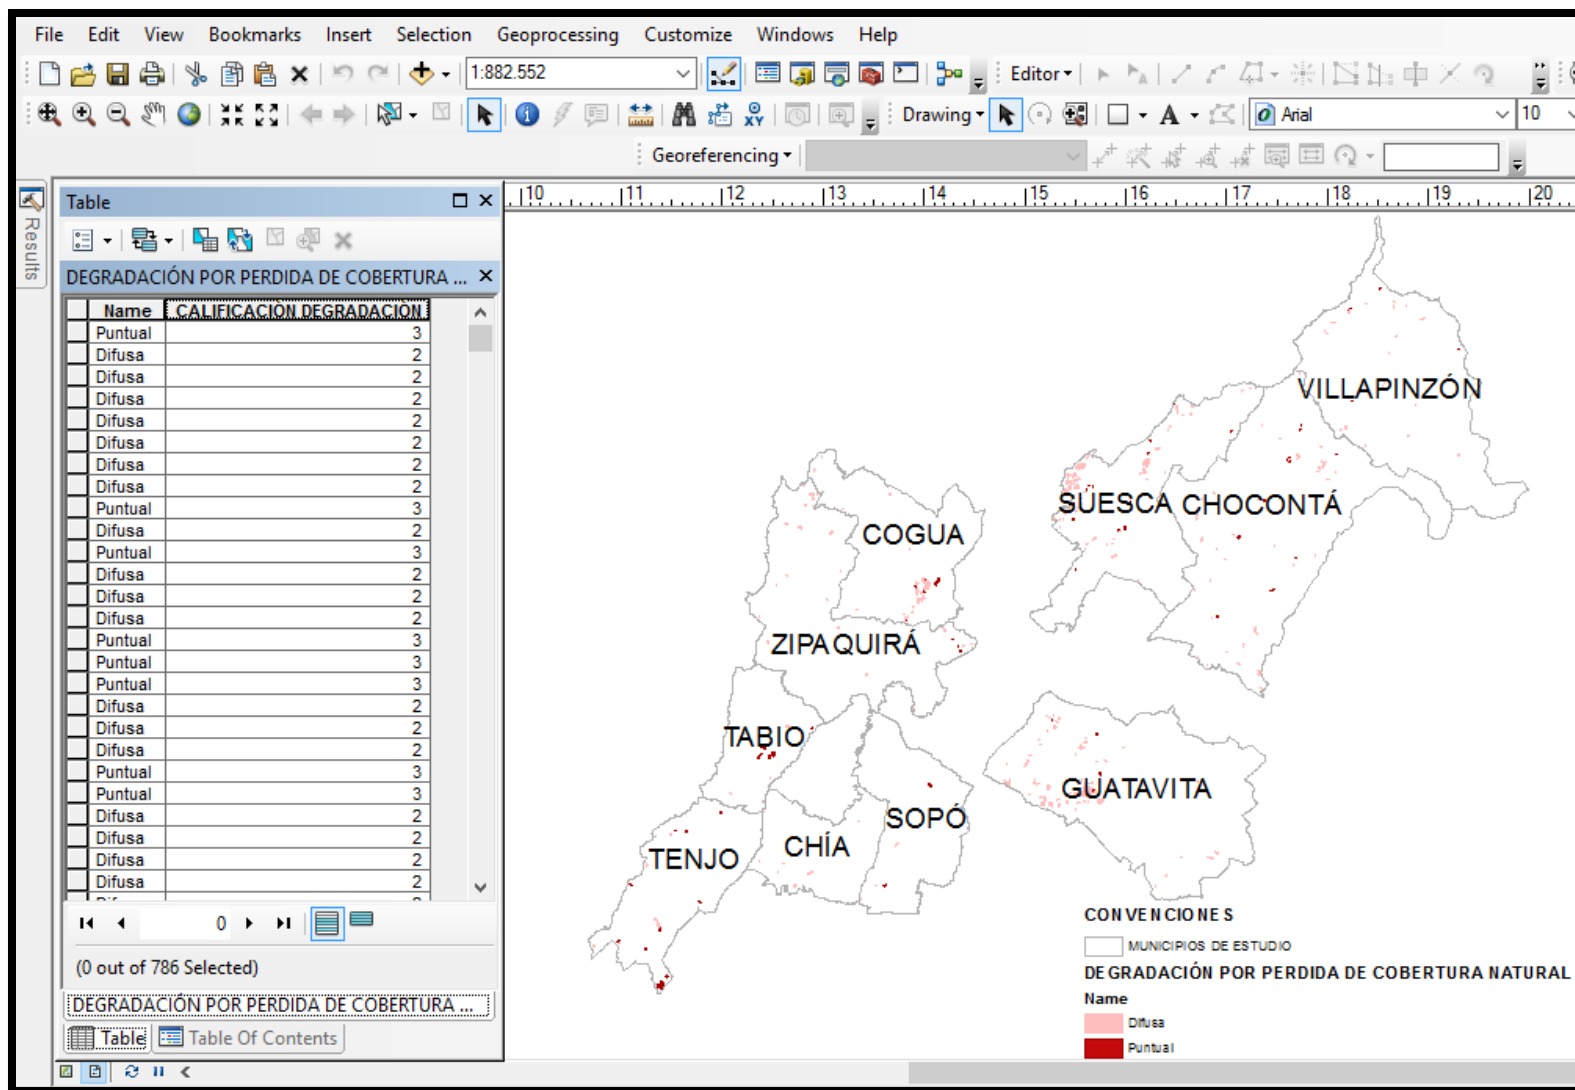 File Edit View Bookmarks Insert Selection Geoprocessing Customize Windows Help
1:882.552 Editor
Drawing A Arial 10
Georeferencing
Results
Table
10 11 12 13 14 15 16 17 18 19 20
DEGRADACIÓN POR PERDIDA DE COBERTURA ...
Name CALIFICACIÓN DEGRADACIÓN
Puntual 3
Difusa 2
Difusa 2
Difusa 2
Difusa 2
Difusa 2
Difusa 2
Difusa 2
Puntual 3
Difusa 2
Puntual 3
Difusa 2
Difusa 2
Difusa 2
Puntual 3
Puntual 3
Puntual 3
Difusa 2
Difusa 2
Difusa 2
Puntual 3
Puntual 3
Difusa 2
Difusa 2
Difusa 2
Difusa 2
0
(0 out of 786 Selected)
DEGRADACIÓN POR PERDIDA DE COBERTURA ...
Table Table Of Contents
VILLAPINZÓN
SUESCA CHOCONTÁ
COGUA
ZIPAQUIRÁ
TABIO
GUATAVITA
SOPÓ
CHÍA
TENJO
CONVENCIONES
MUNICIPIOS DE ESTUDIO
DEGRADACIÓN POR PERDIDA DE COBERTURA NATURAL
Name
Difusa
Puntual